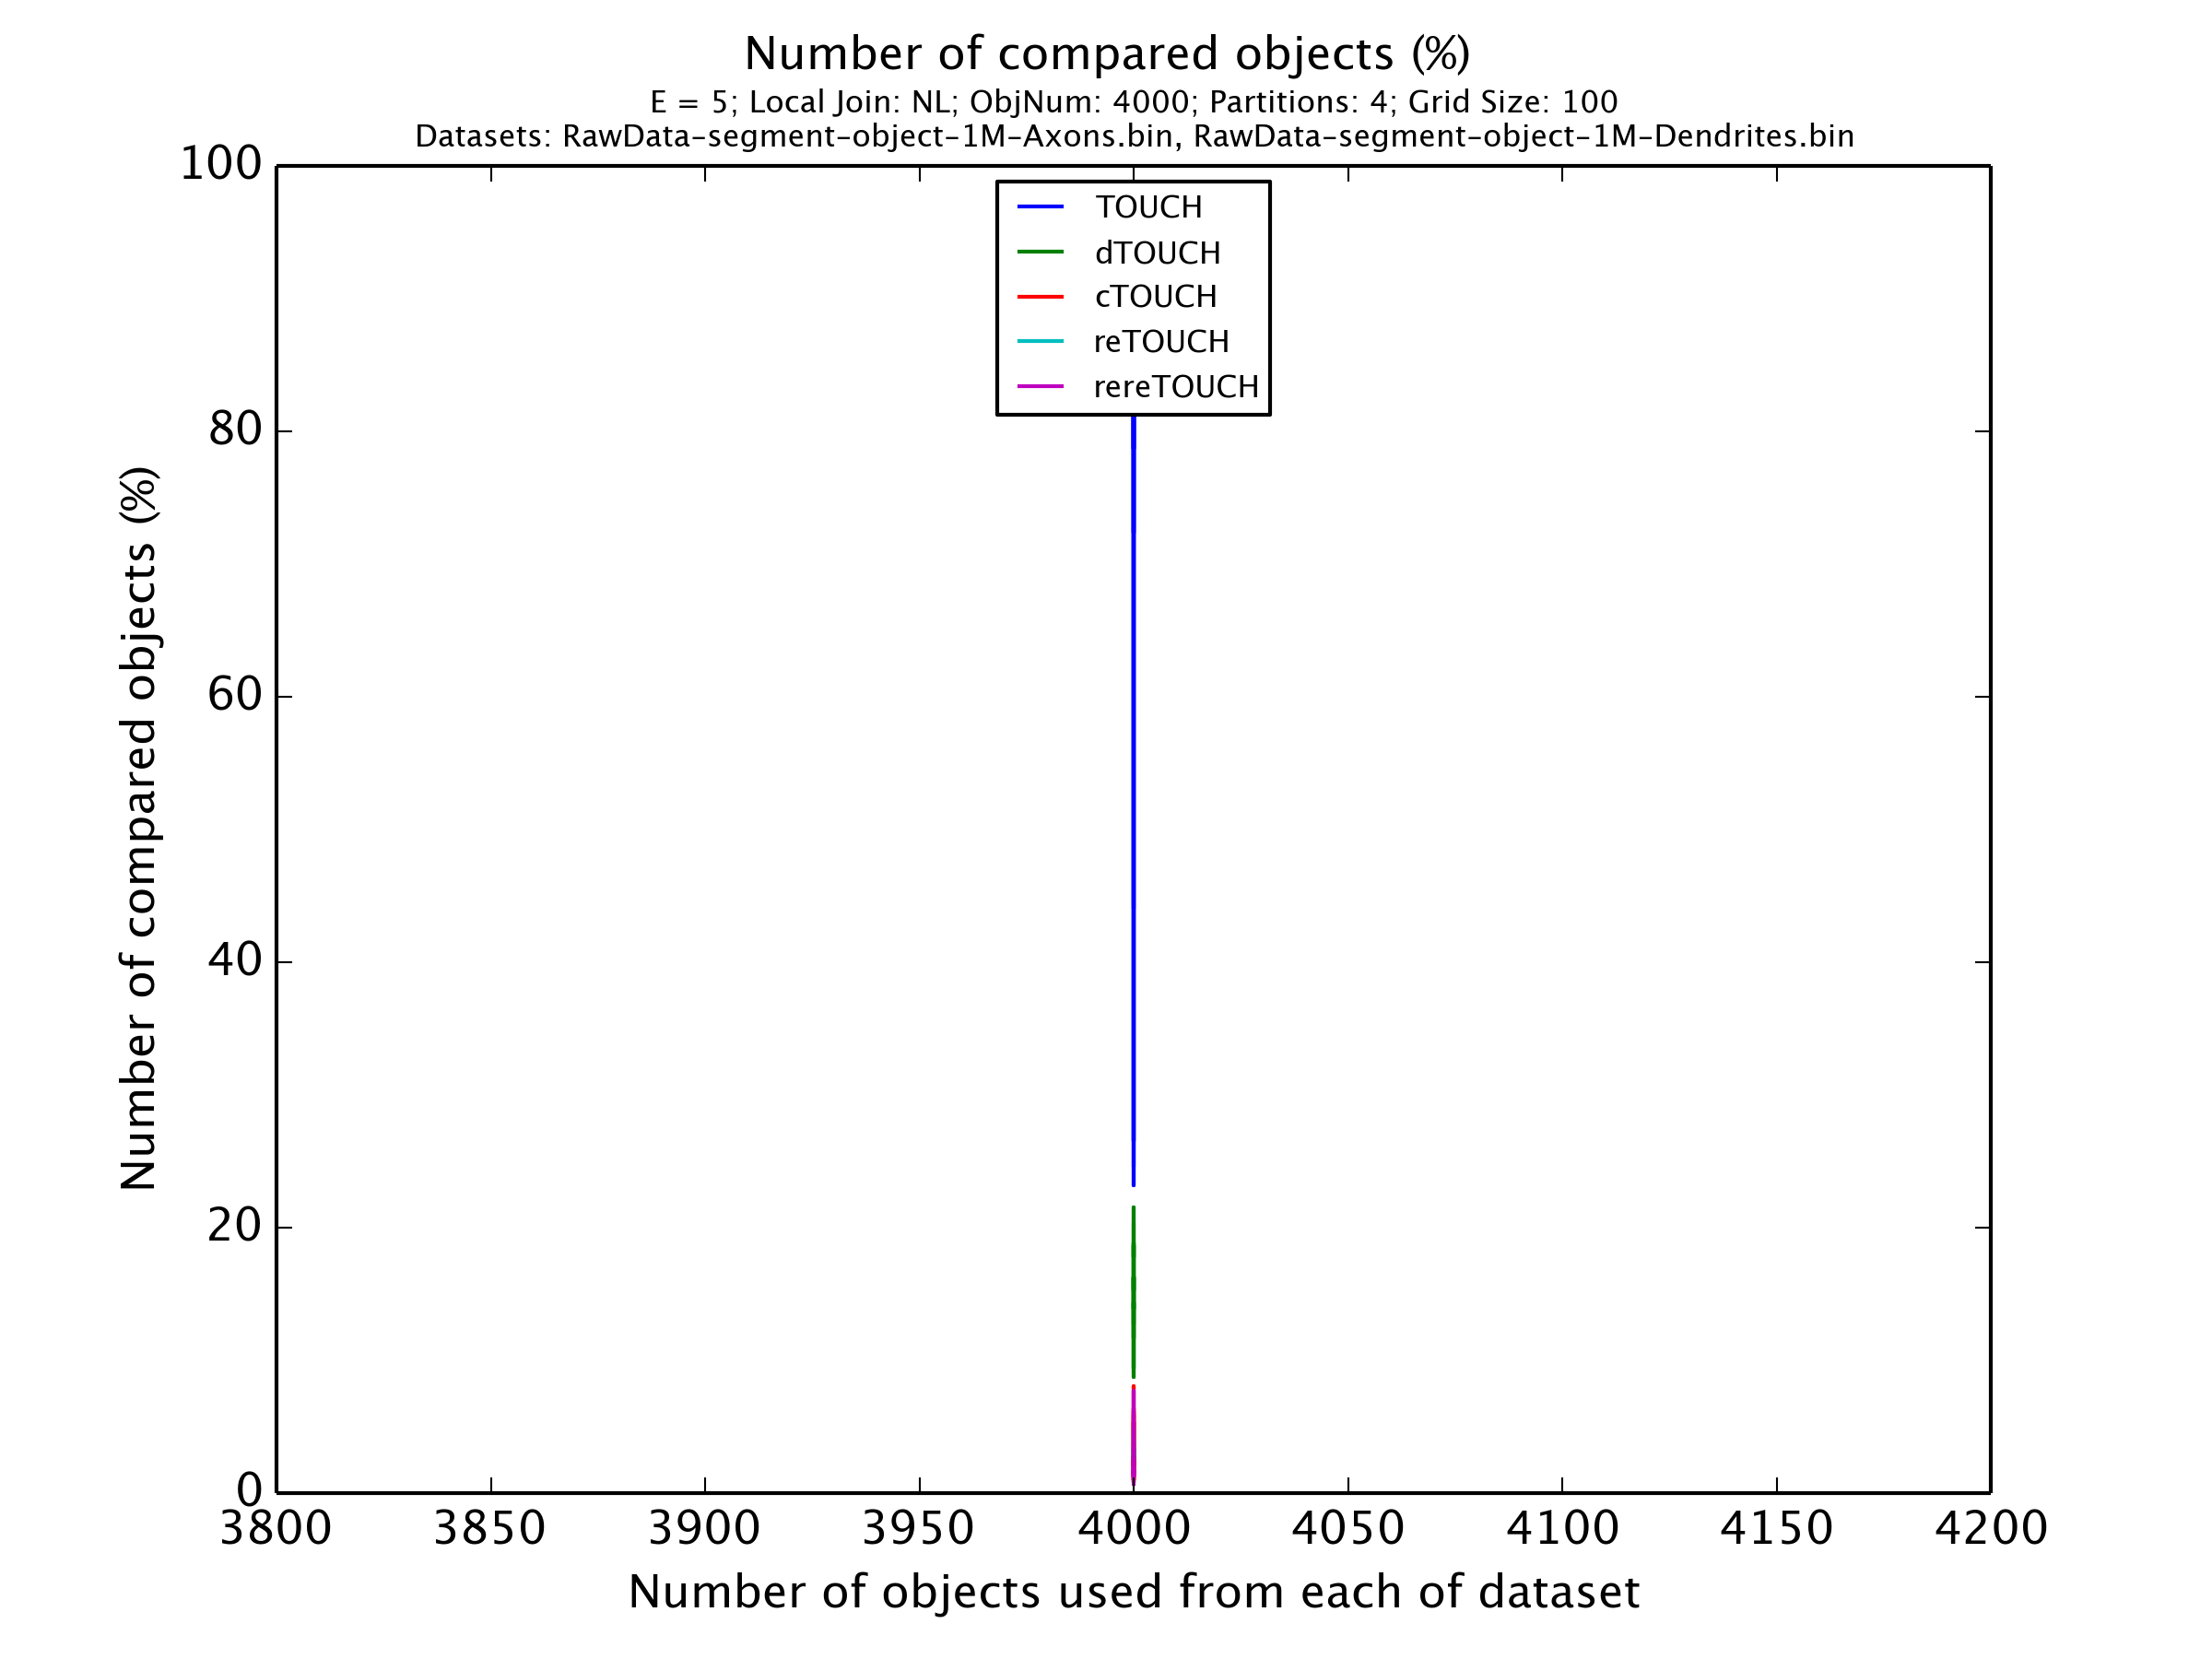 Number of compared objects (%)
E = 5; Local Join: NL; ObjNum: 4000; Partitions: 4; Grid Size: 100
Datasets: RawData-segment-object-1M-Axons.bin, RawData-segment-object-1M-Dendrites.bin
TOUCH
dTOUCH
cTOUCH
reTOUCH
rereTOUCH
Number of compared objects (%)
100
80
60
40
20
0
3800 3850 3900 3950 4000 4050 4100 4150 4200
Number of objects used from each of dataset